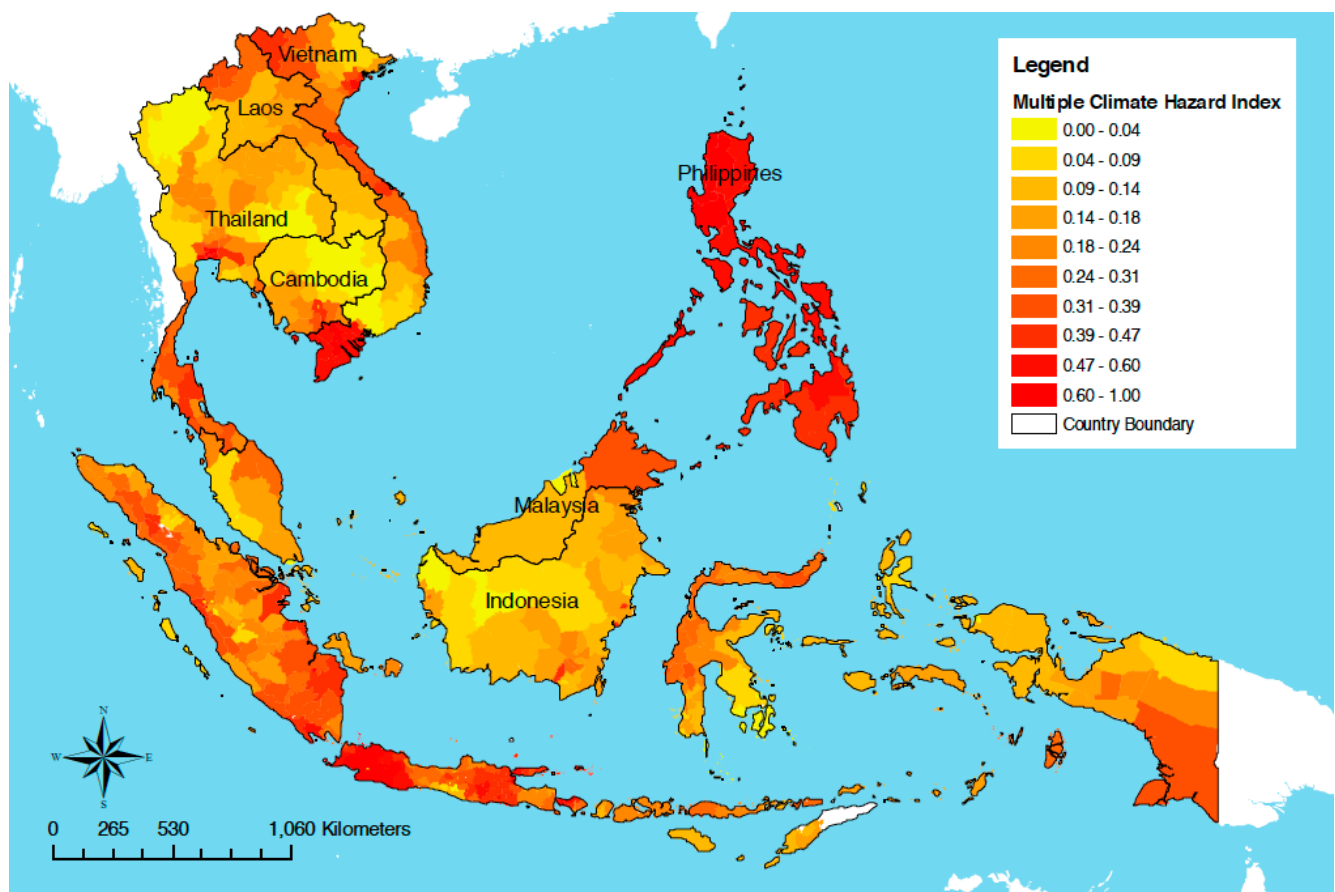 Vietnam
Laos
Thailand
Cambodia
Philippines
Malaysia
Indonesia
Legend
Multiple Climate Hazard Index
0.00 - 0.04
0.04 - 0.09
0.09 - 0.14
0.14 - 0.18
0.18 - 0.24
0.24 - 0.31
0.31 - 0.39
0.39 - 0.47
0.47 - 0.60
0.60 - 1.00
Country Boundary
N
W E
S
0 265 530 1,060 Kilometers